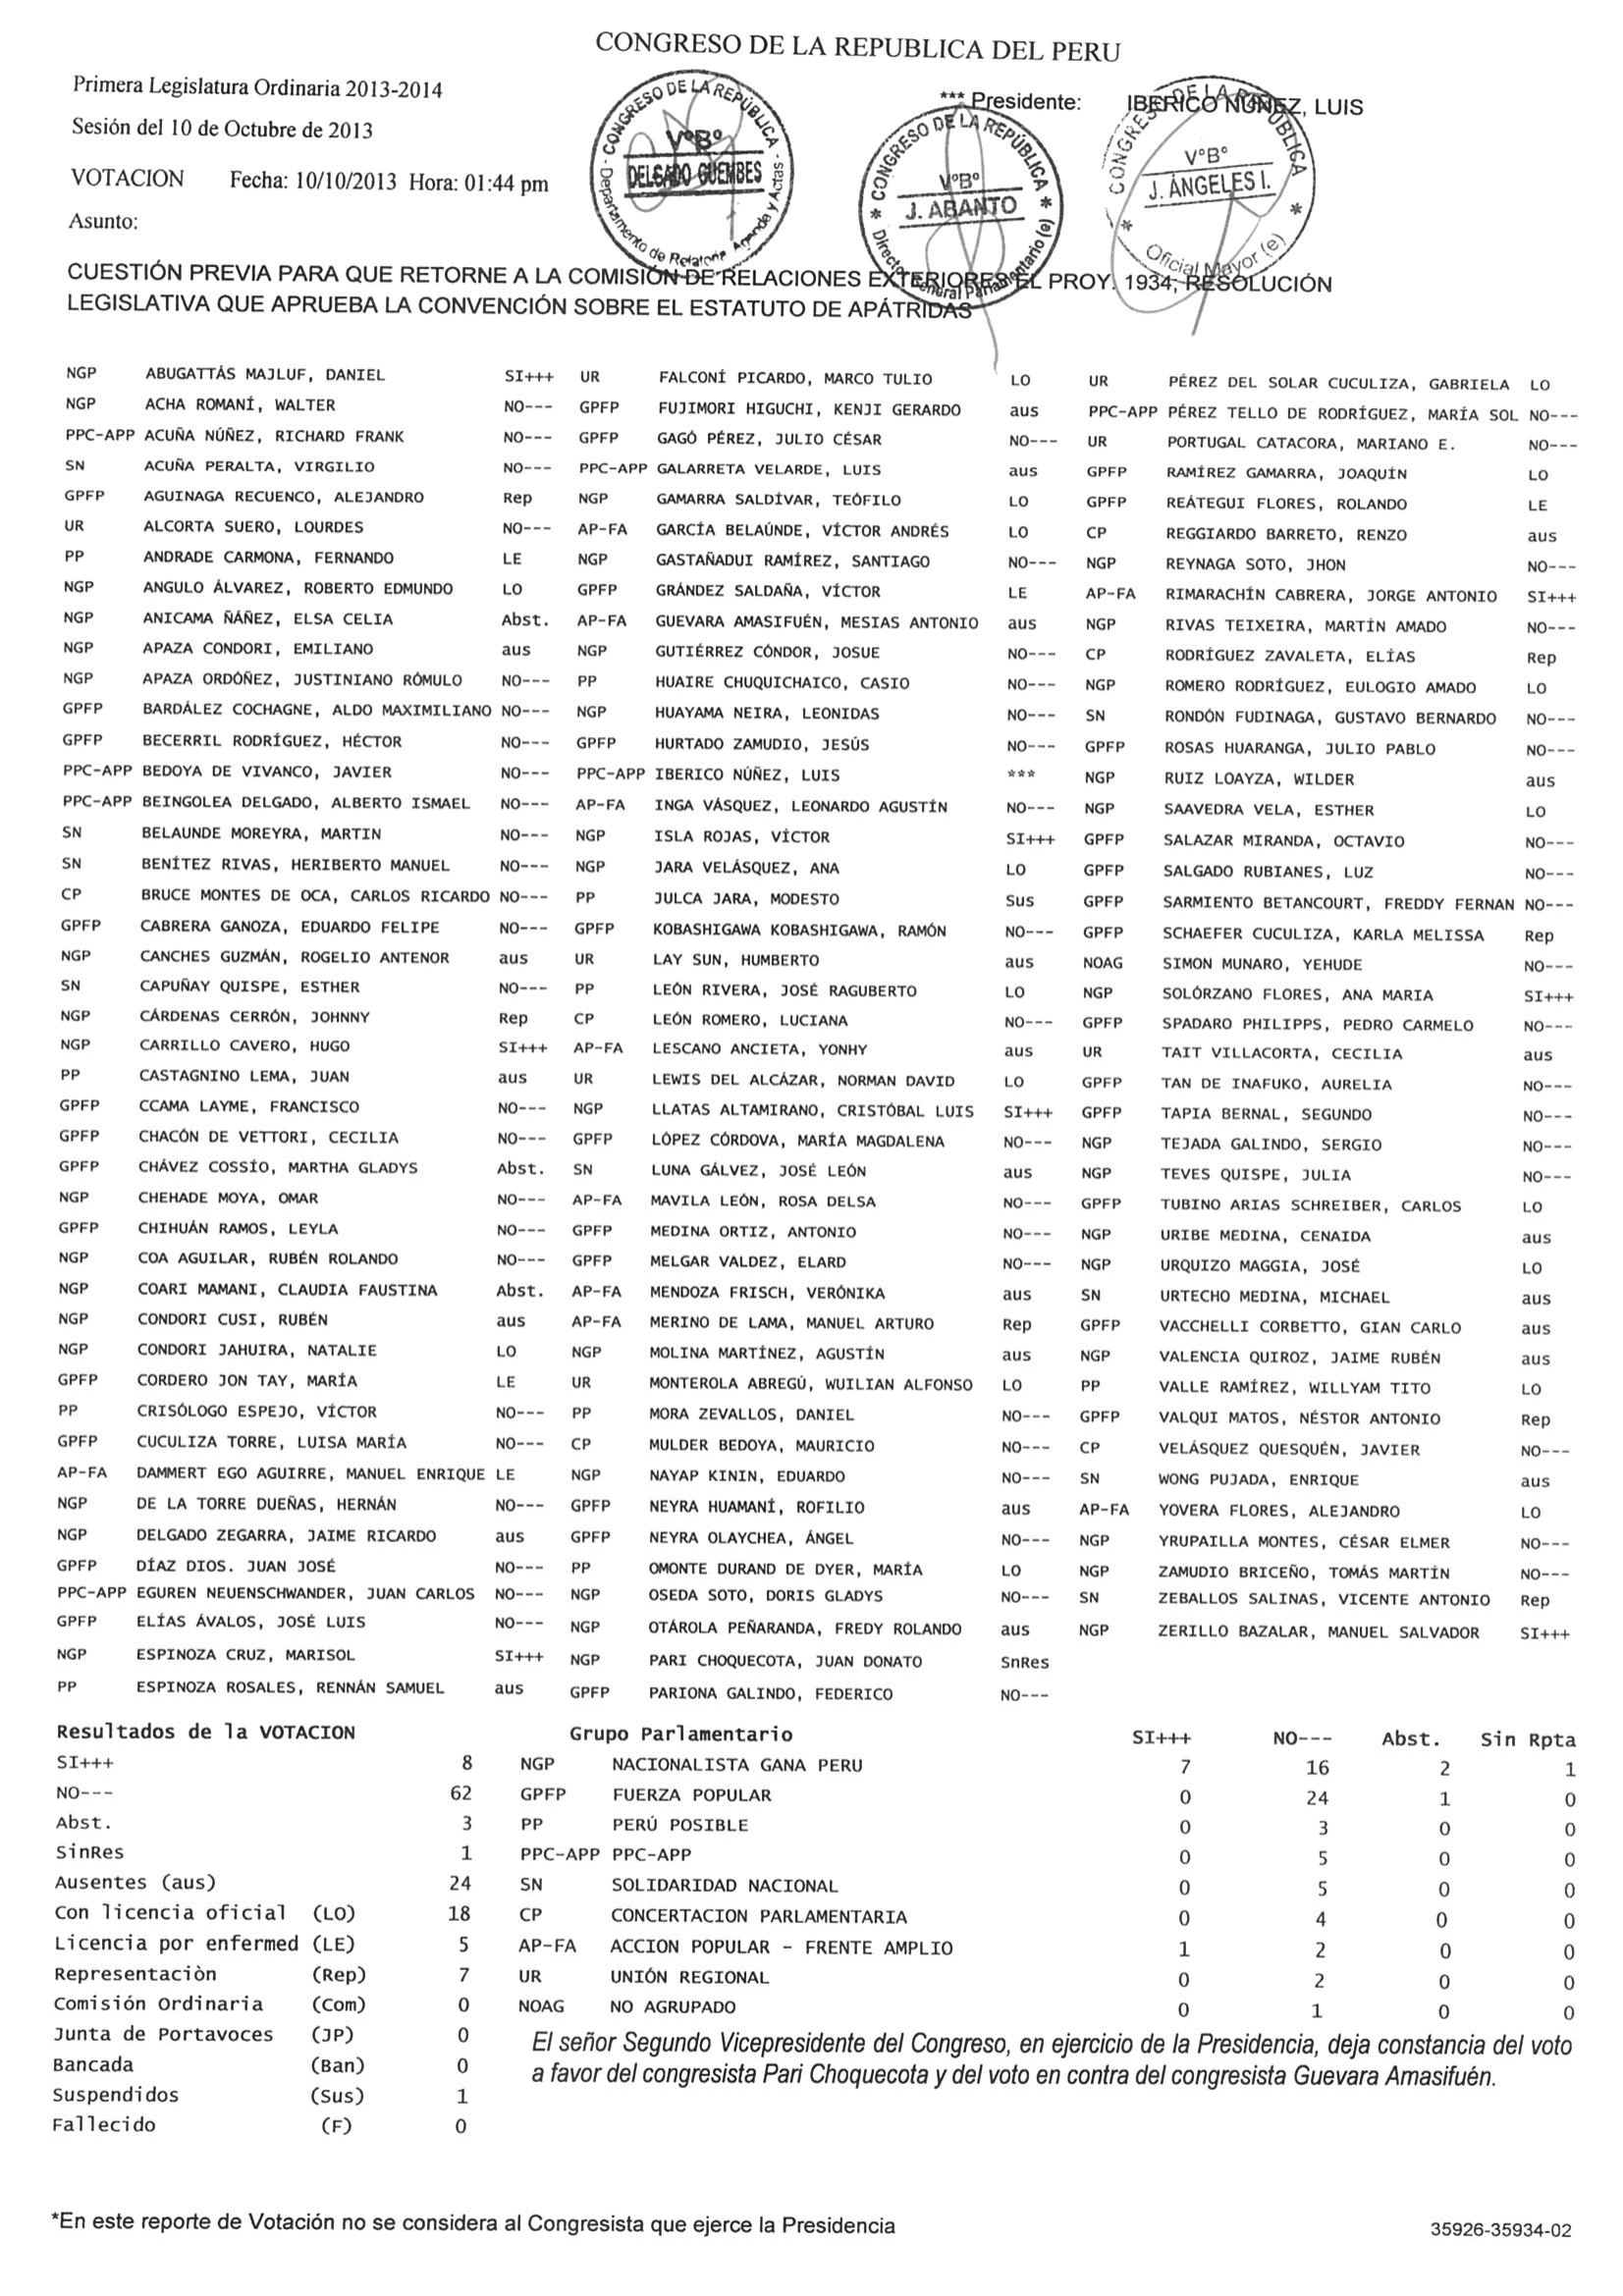 CONGRESO DE LA REPUBLICA DEL PERU
Primera Legislatura Ordinaria 2013-2014
*** Presidente: IBERICO NÚÑEZ, LUIS
Sesión del 10 de Octubre de 2013
VOTACION Fecha: 10/10/2013 Hora: 01:44 pm
Asunto:
CONGRESO DE LA REPÚBLICA
VºBº
DELGADO GÜEMBES
Departamento de Relatoría Agenda y Actas
CONGRESO DE LA REPÚBLICA
VºBº
J. ABANTO
Director General Parlamentario (e)
CONGRESO DE LA REPÚBLICA
VºBº
J. ÁNGELES I.
Oficial Mayor (e)
CUESTIÓN PREVIA PARA QUE RETORNE A LA COMISIÓN DE RELACIONES EXTERIORES EL PROY. 1934, RESOLUCIÓN
LEGISLATIVA QUE APRUEBA LA CONVENCIÓN SOBRE EL ESTATUTO DE APÁTRIDAS
NGP ABUGATTÁS MAJLUF, DANIEL SI+++ UR FALCONÍ PICARDO, MARCO TULIO LO UR PÉREZ DEL SOLAR CUCULIZA, GABRIELA LO
NGP ACHA ROMANÍ, WALTER NO--- GPFP FUJIMORI HIGUCHI, KENJI GERARDO aus PPC-APP PÉREZ TELLO DE RODRÍGUEZ, MARÍA SOL NO---
PPC-APP ACUÑA NÚÑEZ, RICHARD FRANK NO--- GPFP GAGÓ PÉREZ, JULIO CÉSAR NO--- UR PORTUGAL CATACORA, MARIANO E. NO---
SN ACUÑA PERALTA, VIRGILIO NO--- PPC-APP GALARRETA VELARDE, LUIS aus GPFP RAMÍREZ GAMARRA, JOAQUÍN LO
GPFP AGUINAGA RECUENCO, ALEJANDRO Rep NGP GAMARRA SALDÍVAR, TEÓFILO LO GPFP REÁTEGUI FLORES, ROLANDO LE
UR ALCORTA SUERO, LOURDES NO--- AP-FA GARCÍA BELAÚNDE, VÍCTOR ANDRÉS LO CP REGGIARDO BARRETO, RENZO aus
PP ANDRADE CARMONA, FERNANDO LE NGP GASTAÑADUI RAMÍREZ, SANTIAGO NO--- NGP REYNAGA SOTO, JHON NO---
NGP ANGULO ÁLVAREZ, ROBERTO EDMUNDO LO GPFP GRÁNDEZ SALDAÑA, VÍCTOR LE AP-FA RIMARACHÍN CABRERA, JORGE ANTONIO SI+++
NGP ANICAMA ÑÁÑEZ, ELSA CELIA Abst. AP-FA GUEVARA AMASIFUÉN, MESIAS ANTONIO aus NGP RIVAS TEIXEIRA, MARTÍN AMADO NO---
NGP APAZA CONDORI, EMILIANO aus NGP GUTIÉRREZ CÓNDOR, JOSUE NO--- CP RODRÍGUEZ ZAVALETA, ELÍAS Rep
NGP APAZA ORDÓÑEZ, JUSTINIANO RÓMULO NO--- PP HUAIRE CHUQUICHAICO, CASIO NO--- NGP ROMERO RODRÍGUEZ, EULOGIO AMADO LO
GPFP BARDÁLEZ COCHAGNE, ALDO MAXIMILIANO NO--- NGP HUAYAMA NEIRA, LEONIDAS NO--- SN RONDÓN FUDINAGA, GUSTAVO BERNARDO NO---
GPFP BECERRIL RODRÍGUEZ, HÉCTOR NO--- GPFP HURTADO ZAMUDIO, JESÚS NO--- GPFP ROSAS HUARANGA, JULIO PABLO NO---
PPC-APP BEDOYA DE VIVANCO, JAVIER NO--- PPC-APP IBERICO NÚÑEZ, LUIS *** NGP RUIZ LOAYZA, WILDER aus
PPC-APP BEINGOLEA DELGADO, ALBERTO ISMAEL NO--- AP-FA INGA VÁSQUEZ, LEONARDO AGUSTÍN NO--- NGP SAAVEDRA VELA, ESTHER LO
SN BELAUNDE MOREYRA, MARTIN NO--- NGP ISLA ROJAS, VÍCTOR SI+++ GPFP SALAZAR MIRANDA, OCTAVIO NO---
SN BENÍTEZ RIVAS, HERIBERTO MANUEL NO--- NGP JARA VELÁSQUEZ, ANA LO GPFP SALGADO RUBIANES, LUZ NO---
CP BRUCE MONTES DE OCA, CARLOS RICARDO NO--- PP JULCA JARA, MODESTO Sus GPFP SARMIENTO BETANCOURT, FREDDY FERNAN NO---
GPFP CABRERA GANOZA, EDUARDO FELIPE NO--- GPFP KOBASHIGAWA KOBASHIGAWA, RAMÓN NO--- GPFP SCHAEFER CUCULIZA, KARLA MELISSA Rep
NGP CANCHES GUZMÁN, ROGELIO ANTENOR aus UR LAY SUN, HUMBERTO aus NOAG SIMON MUNARO, YEHUDE NO---
SN CAPUÑAY QUISPE, ESTHER NO--- PP LEÓN RIVERA, JOSÉ RAGUBERTO LO NGP SOLÓRZANO FLORES, ANA MARIA SI+++
NGP CÁRDENAS CERRÓN, JOHNNY Rep CP LEÓN ROMERO, LUCIANA NO--- GPFP SPADARO PHILIPPS, PEDRO CARMELO NO---
NGP CARRILLO CAVERO, HUGO SI+++ AP-FA LESCANO ANCIETA, YONHY aus UR TAIT VILLACORTA, CECILIA aus
PP CASTAGNINO LEMA, JUAN aus UR LEWIS DEL ALCÁZAR, NORMAN DAVID LO GPFP TAN DE INAFUKO, AURELIA NO---
GPFP CCAMA LAYME, FRANCISCO NO--- NGP LLATAS ALTAMIRANO, CRISTÓBAL LUIS SI+++ GPFP TAPIA BERNAL, SEGUNDO NO---
GPFP CHACÓN DE VETTORI, CECILIA NO--- GPFP LÓPEZ CÓRDOVA, MARÍA MAGDALENA NO--- NGP TEJADA GALINDO, SERGIO NO---
GPFP CHÁVEZ COSSÍO, MARTHA GLADYS Abst. SN LUNA GÁLVEZ, JOSÉ LEÓN aus NGP TEVES QUISPE, JULIA NO---
NGP CHEHADE MOYA, OMAR NO--- AP-FA MAVILA LEÓN, ROSA DELSA NO--- GPFP TUBINO ARIAS SCHREIBER, CARLOS LO
GPFP CHIHUÁN RAMOS, LEYLA NO--- GPFP MEDINA ORTIZ, ANTONIO NO--- NGP URIBE MEDINA, CENAIDA aus
NGP COA AGUILAR, RUBÉN ROLANDO NO--- GPFP MELGAR VALDEZ, ELARD NO--- NGP URQUIZO MAGGIA, JOSÉ LO
NGP COARI MAMANI, CLAUDIA FAUSTINA Abst. AP-FA MENDOZA FRISCH, VERÓNIKA aus SN URTECHO MEDINA, MICHAEL aus
NGP CONDORI CUSI, RUBÉN aus AP-FA MERINO DE LAMA, MANUEL ARTURO Rep GPFP VACCHELLI CORBETTO, GIAN CARLO aus
NGP CONDORI JAHUIRA, NATALIE LO NGP MOLINA MARTÍNEZ, AGUSTÍN aus NGP VALENCIA QUIROZ, JAIME RUBÉN aus
GPFP CORDERO JON TAY, MARÍA LE UR MONTEROLA ABREGÚ, WUILIAN ALFONSO LO PP VALLE RAMÍREZ, WILLYAM TITO LO
PP CRISÓLOGO ESPEJO, VÍCTOR NO--- PP MORA ZEVALLOS, DANIEL NO--- GPFP VALQUI MATOS, NÉSTOR ANTONIO Rep
GPFP CUCULIZA TORRE, LUISA MARÍA NO--- CP MULDER BEDOYA, MAURICIO NO--- CP VELÁSQUEZ QUESQUÉN, JAVIER NO---
AP-FA DAMMERT EGO AGUIRRE, MANUEL ENRIQUE LE NGP NAYAP KININ, EDUARDO NO--- SN WONG PUJADA, ENRIQUE aus
NGP DE LA TORRE DUEÑAS, HERNÁN NO--- GPFP NEYRA HUAMANÍ, ROFILIO aus AP-FA YOVERA FLORES, ALEJANDRO LO
NGP DELGADO ZEGARRA, JAIME RICARDO aus GPFP NEYRA OLAYCHEA, ÁNGEL NO--- NGP YRUPAILLA MONTES, CÉSAR ELMER NO---
GPFP DÍAZ DIOS. JUAN JOSÉ NO--- PP OMONTE DURAND DE DYER, MARÍA LO NGP ZAMUDIO BRICEÑO, TOMÁS MARTÍN NO---
PPC-APP EGUREN NEUENSCHWANDER, JUAN CARLOS NO--- NGP OSEDA SOTO, DORIS GLADYS NO--- SN ZEBALLOS SALINAS, VICENTE ANTONIO Rep
GPFP ELÍAS ÁVALOS, JOSÉ LUIS NO--- NGP OTÁROLA PEÑARANDA, FREDY ROLANDO aus NGP ZERILLO BAZALAR, MANUEL SALVADOR SI+++
NGP ESPINOZA CRUZ, MARISOL SI+++ NGP PARI CHOQUECOTA, JUAN DONATO SnRes
PP ESPINOZA ROSALES, RENNÁN SAMUEL aus GPFP PARIONA GALINDO, FEDERICO NO---
Resultados de la VOTACION Grupo Parlamentario SI+++ NO--- Abst. Sin Rpta
SI+++ 8 NGP NACIONALISTA GANA PERU 7 16 2 1
NO--- 62 GPFP FUERZA POPULAR 0 24 1 0
Abst. 3 PP PERÚ POSIBLE 0 3 0 0
SinRes 1 PPC-APP PPC-APP 0 5 0 0
Ausentes (aus) 24 SN SOLIDARIDAD NACIONAL 0 5 0 0
Con licencia oficial (LO) 18 CP CONCERTACION PARLAMENTARIA 0 4 0 0
Licencia por enfermed (LE) 5 AP-FA ACCION POPULAR - FRENTE AMPLIO 1 2 0 0
Representaciòn (Rep) 7 UR UNIÓN REGIONAL 0 2 0 0
Comisión Ordinaria (Com) 0 NOAG NO AGRUPADO 0 1 0 0
Junta de Portavoces (JP) 0
Bancada (Ban) 0
Suspendidos (Sus) 1
Fallecido (F) 0
El señor Segundo Vicepresidente del Congreso, en ejercicio de la Presidencia, deja constancia del voto
a favor del congresista Pari Choquecota y del voto en contra del congresista Guevara Amasifuén.
*En este reporte de Votación no se considera al Congresista que ejerce la Presidencia 35926-35934-02